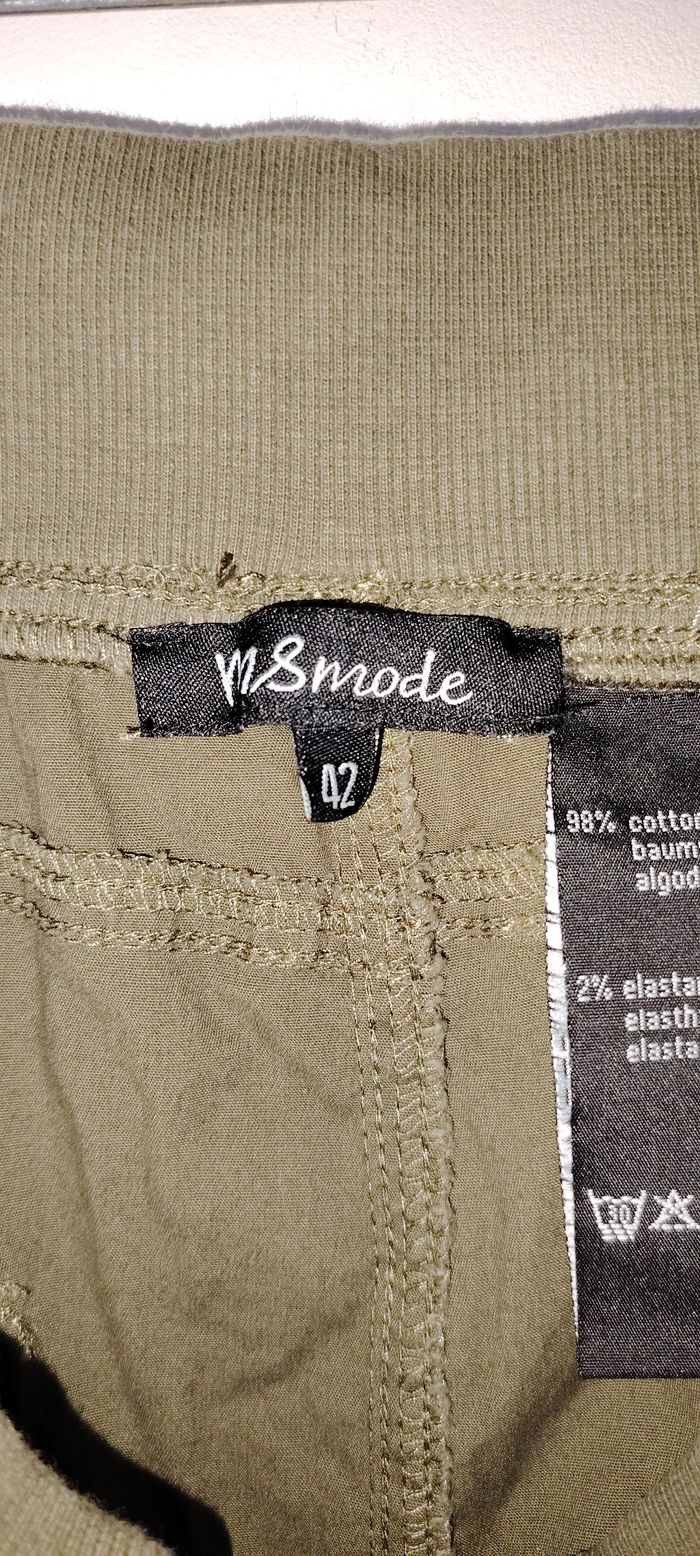 MSmode
42
98% cotton
baum
algod
2% elasta
elasth
elasta
30